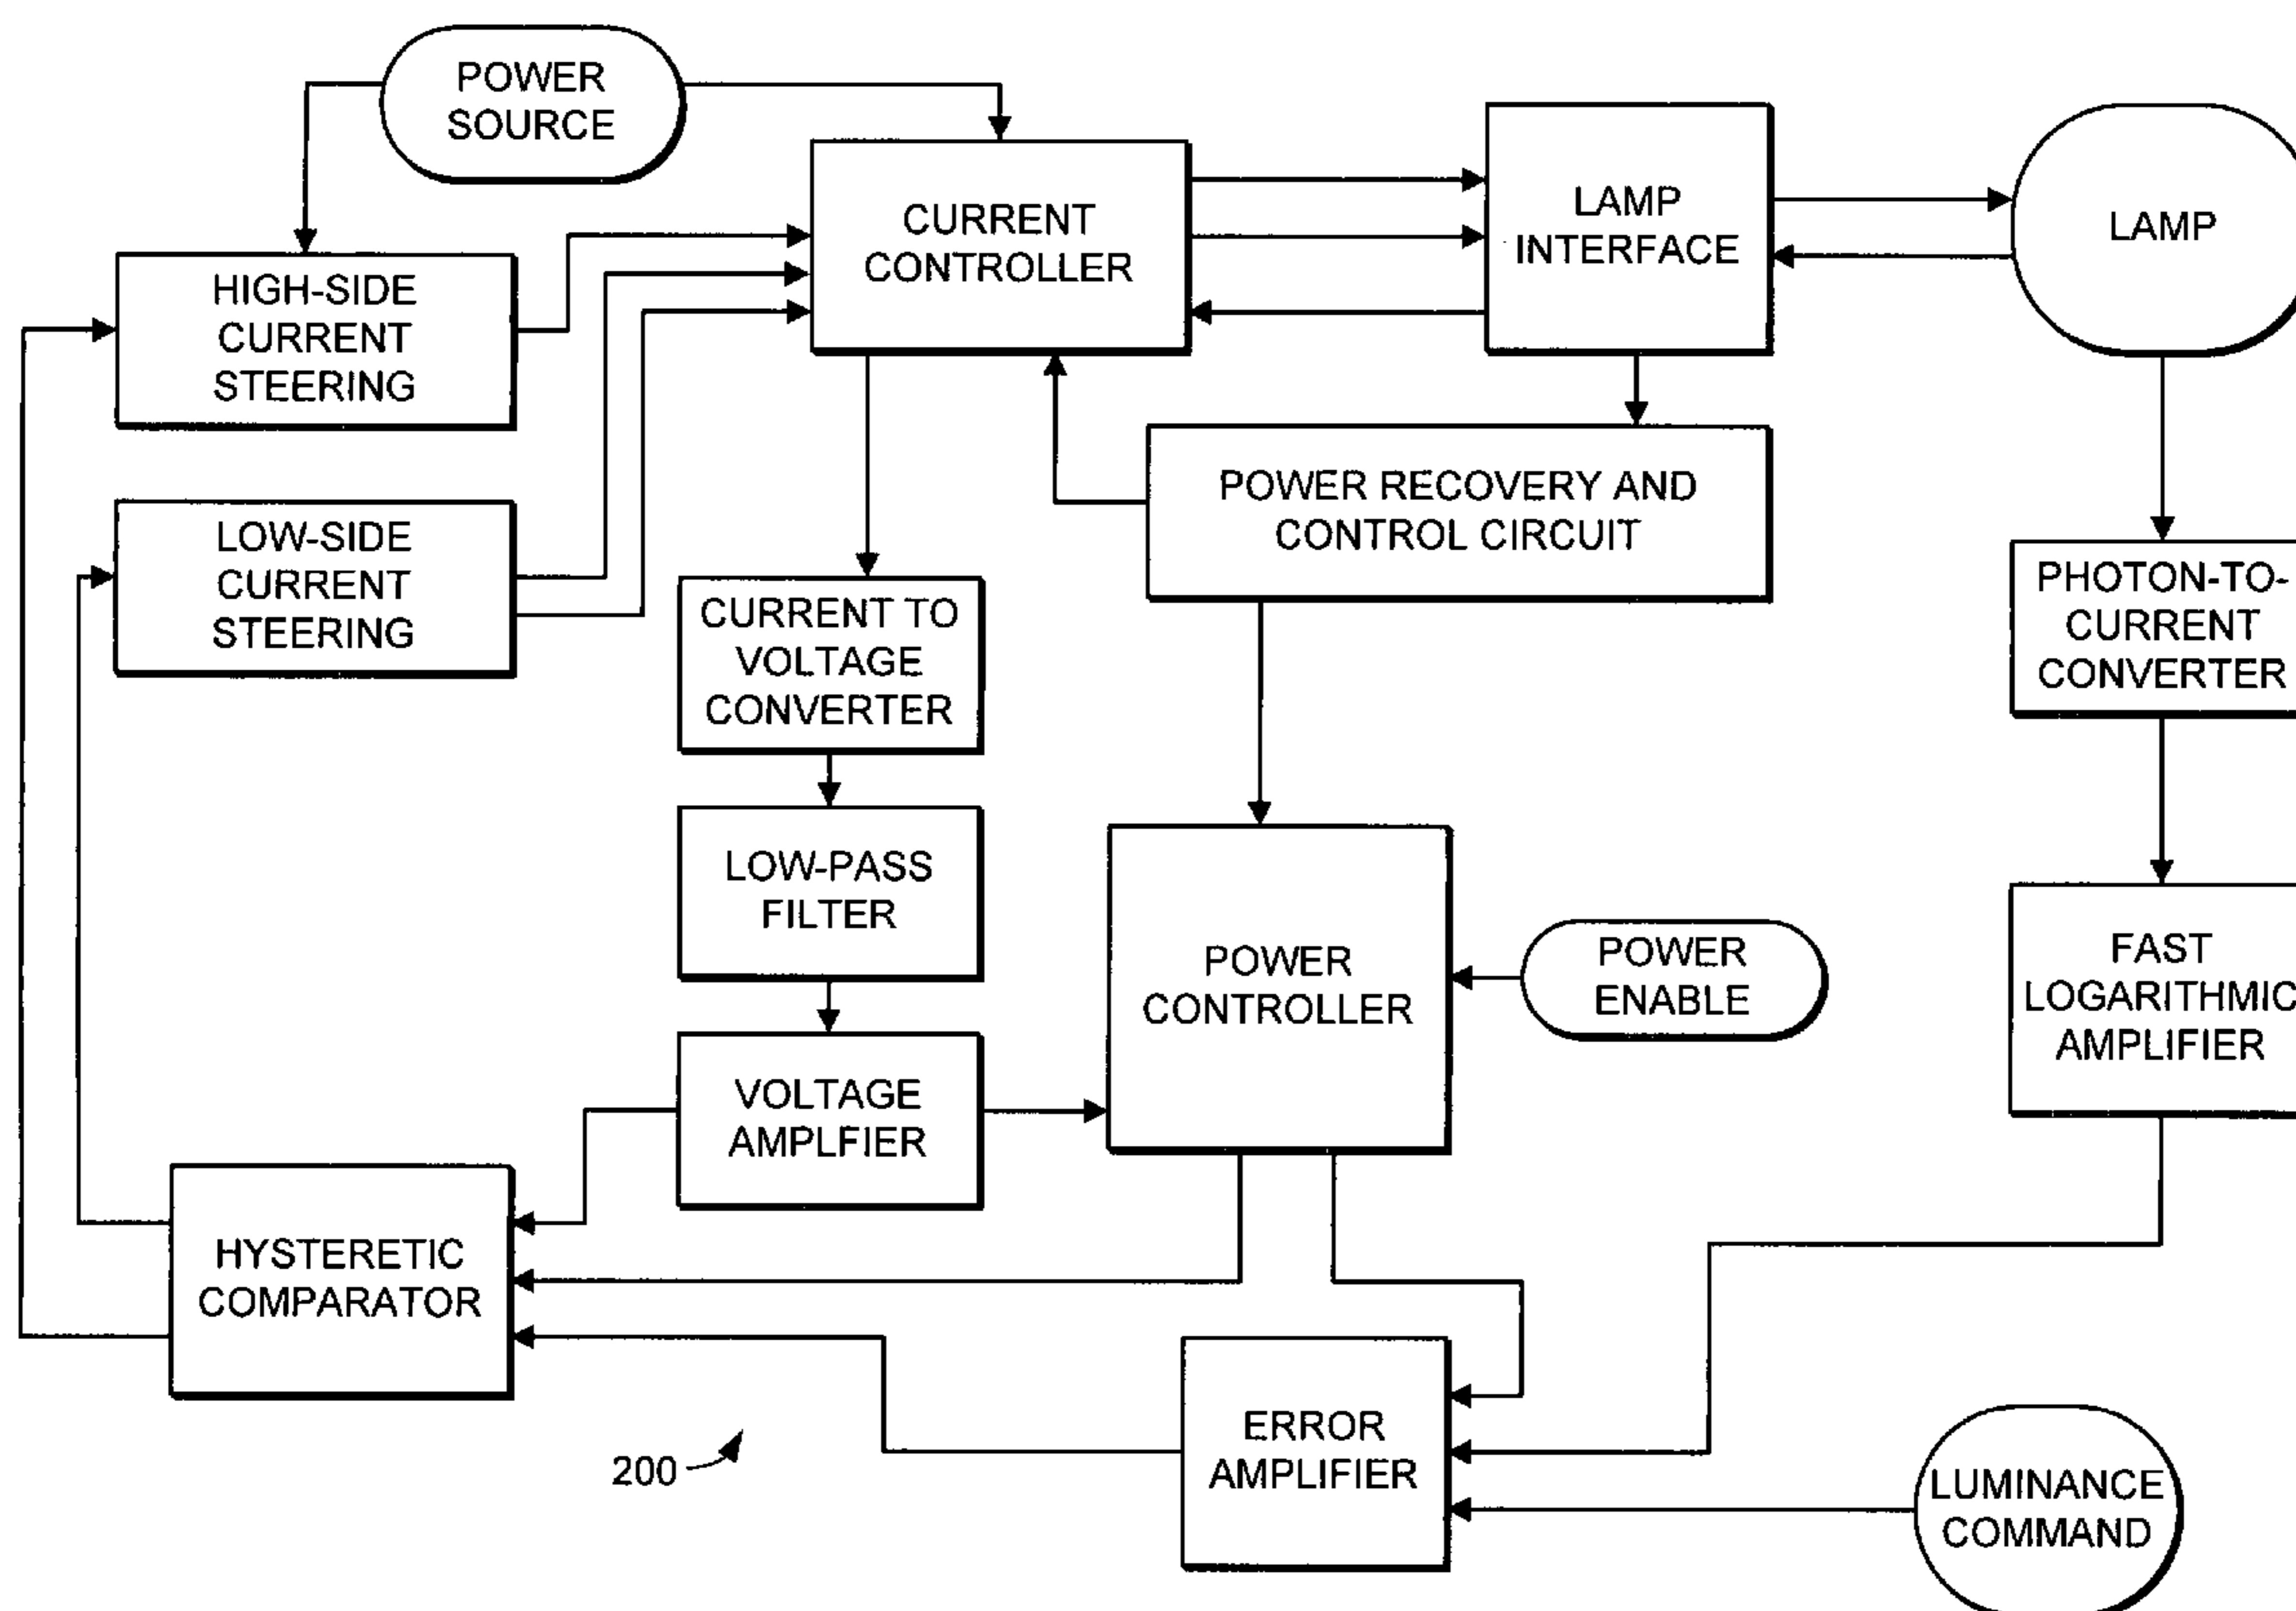 POWER
SOURCE
CURRENT
CONTROLLER
LAMP
INTERFACE
LAMP
HIGH-SIDE
CURRENT
STEERING
LOW-SIDE
CURRENT
STEERING
POWER RECOVERY AND
CONTROL CIRCUIT
CURRENT TO
VOLTAGE
CONVERTER
PHOTON-TO-
CURRENT
CONVERTER
LOW-PASS
FILTER
POWER
CONTROLLER
POWER
ENABLE
FAST
LOGARITHMIC
AMPLIFIER
VOLTAGE
AMPLFIER
HYSTERETIC
COMPARATOR
ERROR
AMPLIFIER
LUMINANCE
COMMAND
200